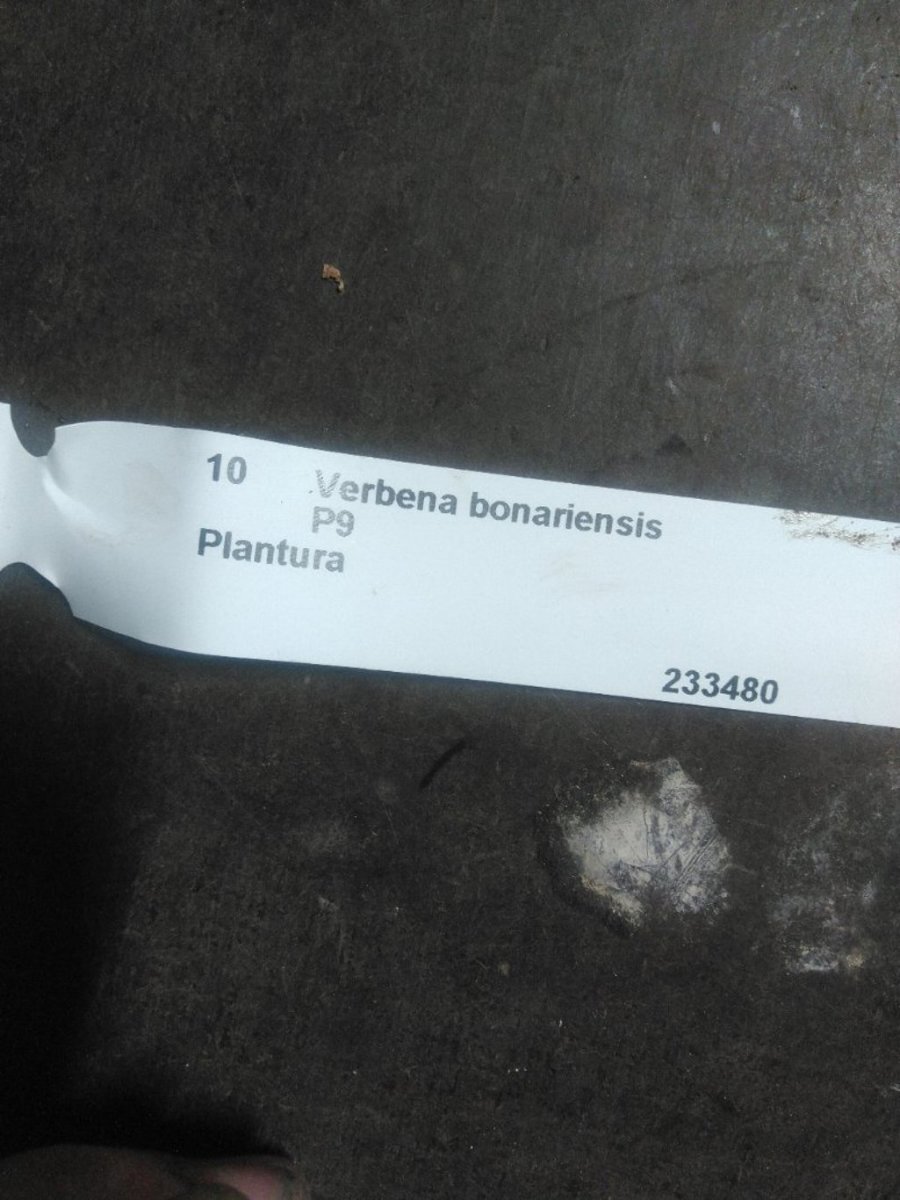 10 Verbena bonariensis
P9
Plantura
233480